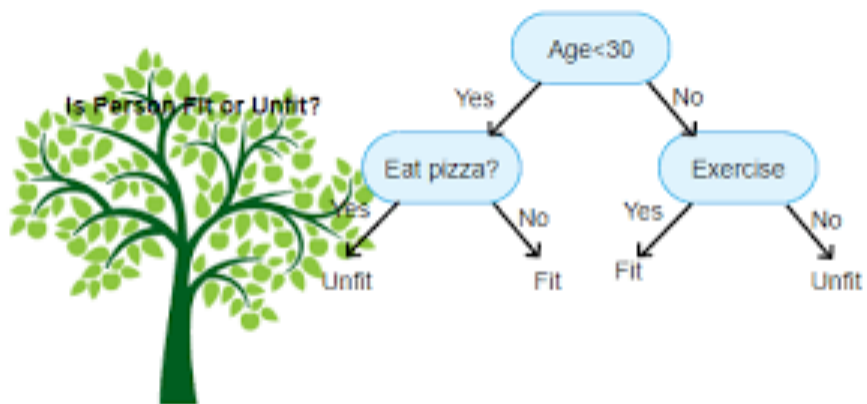 Age<30
Is Person Fit or Unfit?
Yes
No
Eat pizza?
Exercise
Yes
No
Yes
No
Unfit
Fit
Fit
Unfit